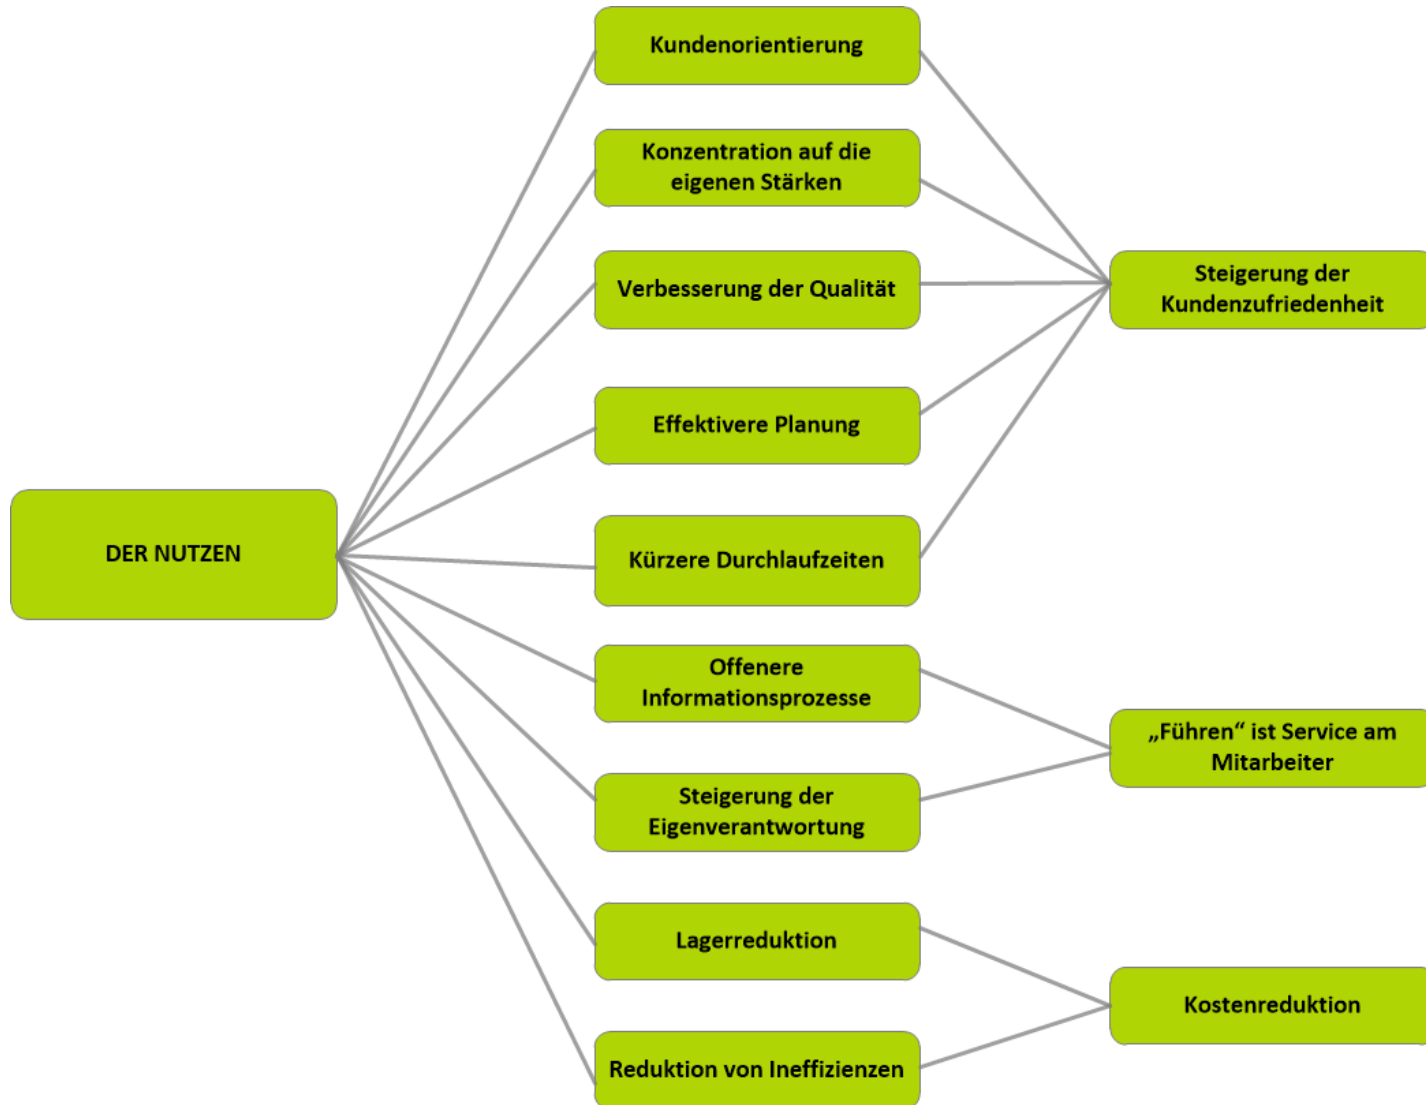 Kundenorientierung
Konzentration auf die
eigenen Stärken
Verbesserung der Qualität
Effektivere Planung
Kürzere Durchlaufzeiten
Offenere
Informationsprozesse
Steigerung der
Eigenverantwortung
Lagerreduktion
Reduktion von Ineffizienzen
DER NUTZEN
Steigerung der
Kundenzufriedenheit
„Führen“ ist Service am
Mitarbeiter
Kostenreduktion